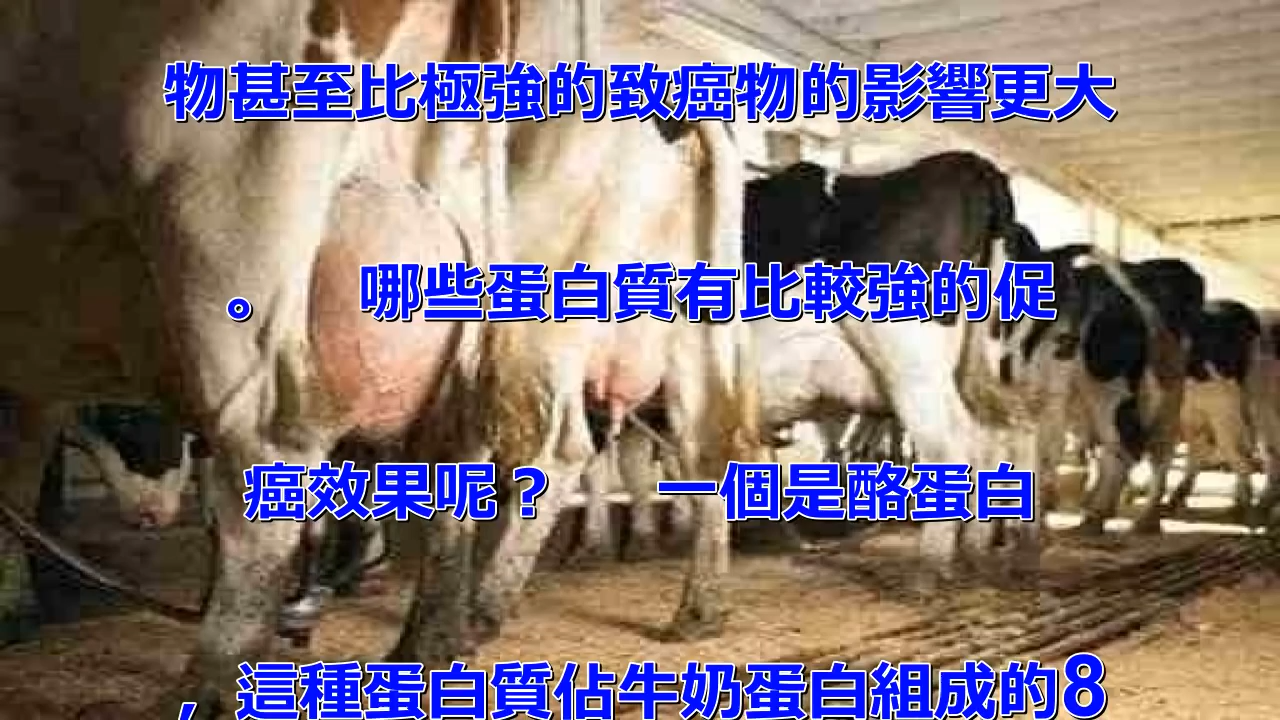 物甚至比極強的致癌物的影響更大
。 哪些蛋白質有比較強的促
癌效果呢？ 一個是酪蛋白
，這種蛋白質佔牛奶蛋白組成的8